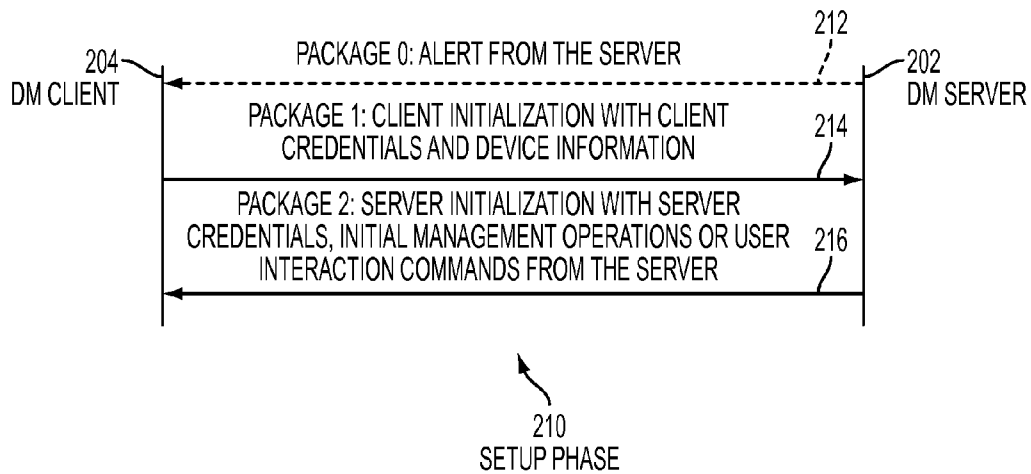 212
PACKAGE 0: ALERT FROM THE SERVER
204
DM CLIENT
202
DM SERVER
PACKAGE 1: CLIENT INITIALIZATION WITH CLIENT
CREDENTIALS AND DEVICE INFORMATION
214
PACKAGE 2: SERVER INITIALIZATION WITH SERVER
CREDENTIALS, INITIAL MANAGEMENT OPERATIONS OR USER
INTERACTION COMMANDS FROM THE SERVER
216
210
SETUP PHASE